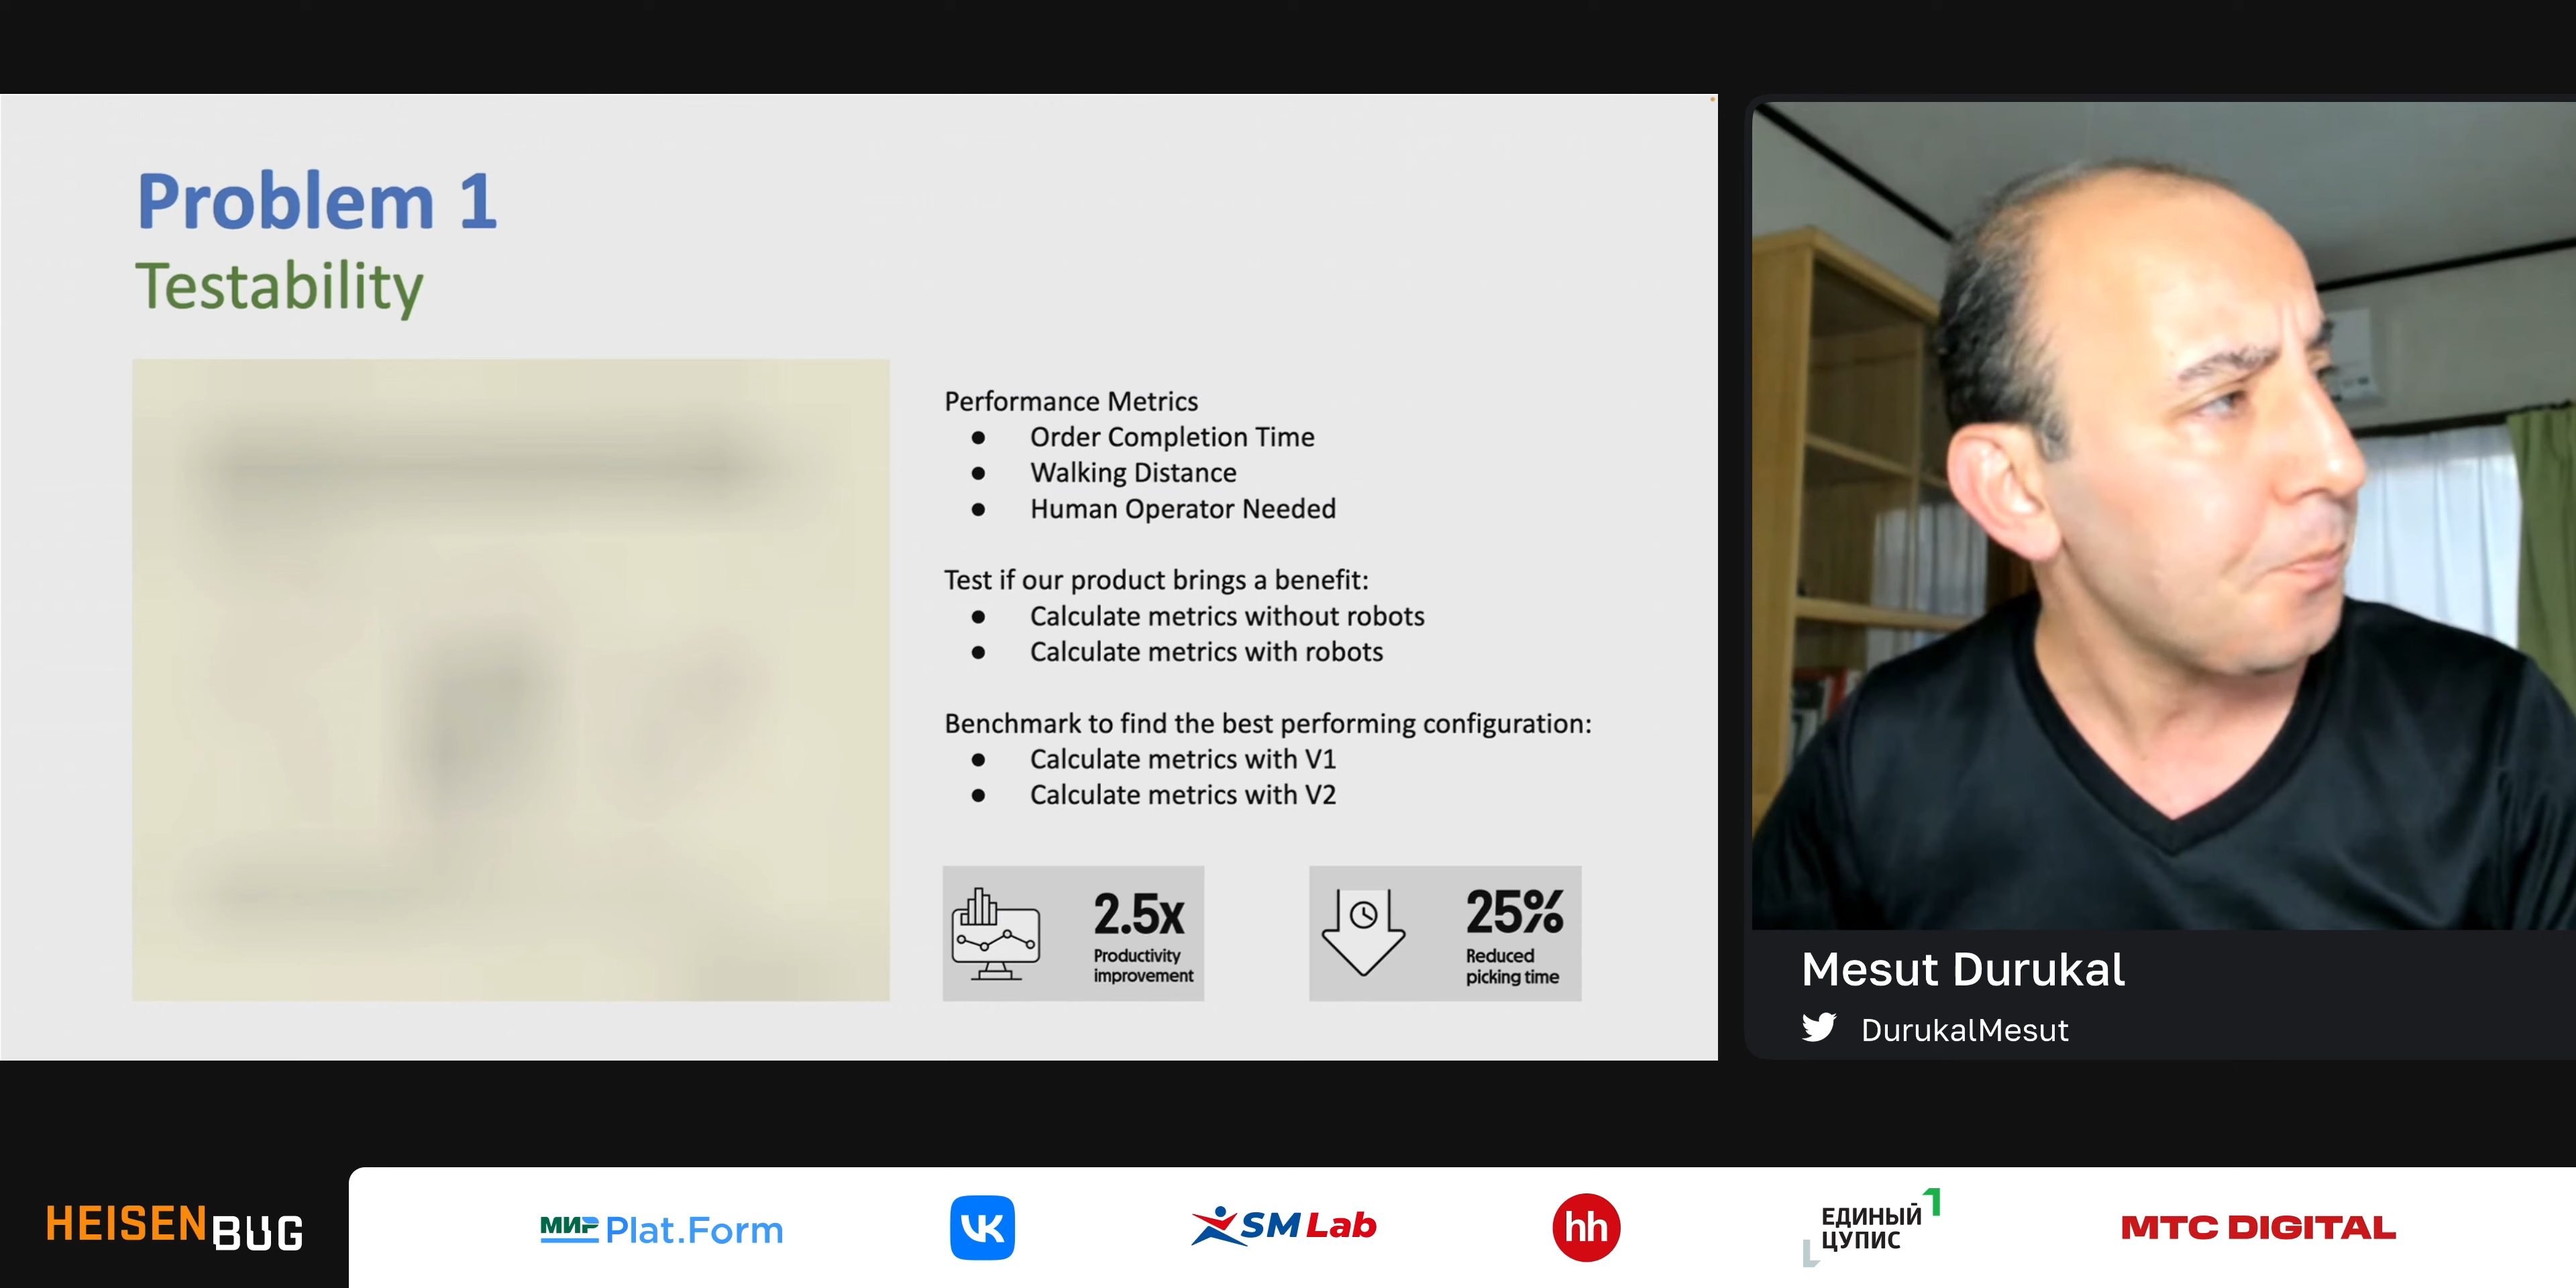 Problem 1
Testability
Performance Metrics
● Order Completion Time
● Walking Distance
● Human Operator Needed
Test if our product brings a benefit:
● Calculate metrics without robots
● Calculate metrics with robots
Benchmark to find the best performing configuration:
● Calculate metrics with V1
● Calculate metrics with V2
2.5x
Productivity
improvement
25%
Reduced
picking time
Mesut Durukal
DurukalMesut
HEISENBUG
МИР Plat.Form
VK
SM Lab
hh
ЕДИНЫЙ
ЦУПИС
МТС DIGITAL